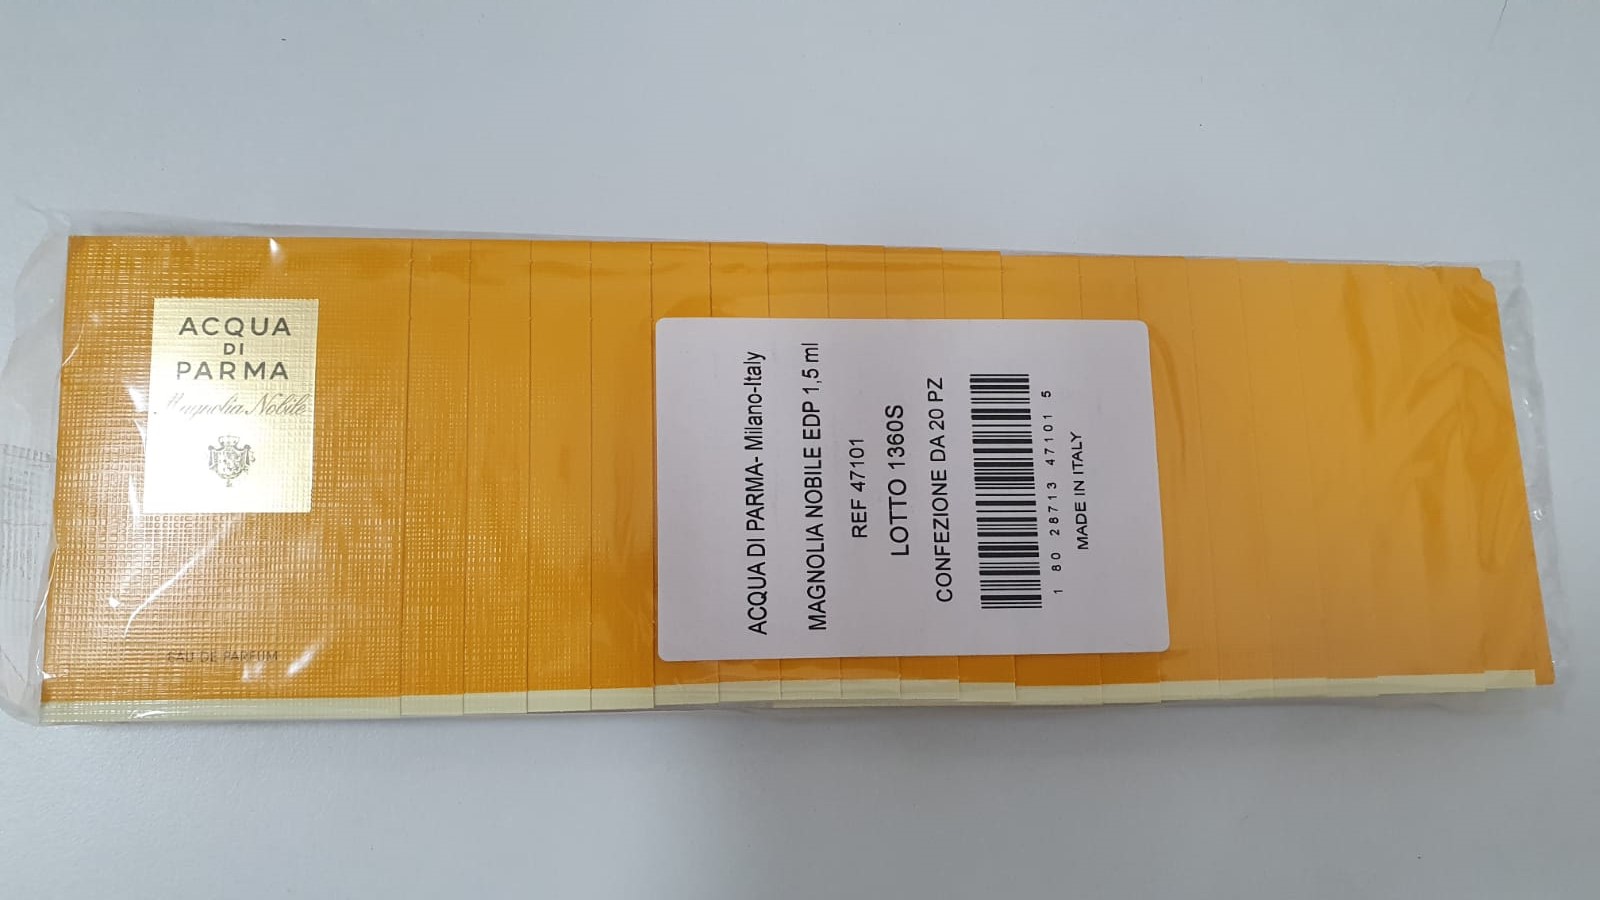 ACQUA
DI
PARMA
Magnolia Nobile
EAU DE PARFUM
ACQUA DI PARMA- Milano-Italy
MAGNOLIA NOBILE EDP 1,5 ml
REF 47101
LOTTO 1360S
CONFEZIONE DA 20 PZ
1 80 28713 47101 5
MADE IN ITALY